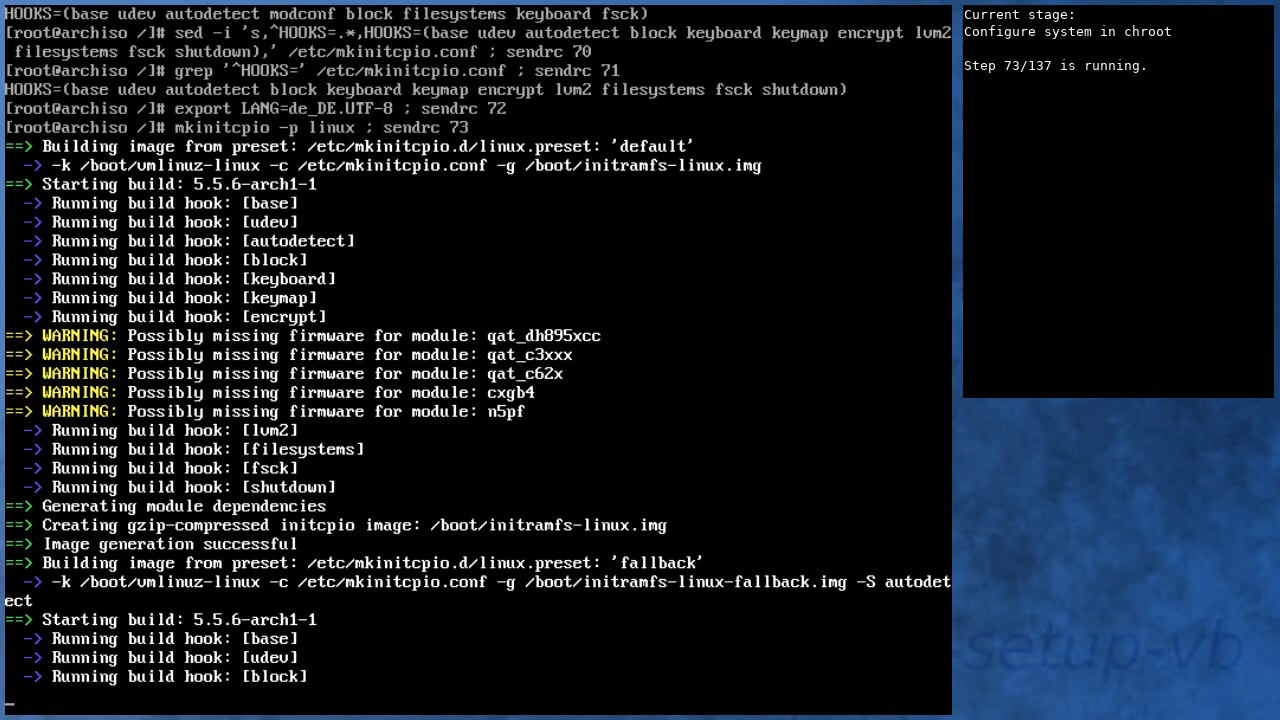 HOOKS=(base udev autodetect modconf block filesystems keyboard fsck)
[root@archiso /]# sed -i 's,^HOOKS=.*,HOOKS=(base udev autodetect block keyboard keymap encrypt lvm2
 filesystems fsck shutdown),' /etc/mkinitcpio.conf ; sendrc 70
[root@archiso /]# grep '^HOOKS=' /etc/mkinitcpio.conf ; sendrc 71
HOOKS=(base udev autodetect block keyboard keymap encrypt lvm2 filesystems fsck shutdown)
[root@archiso /]# export LANG=de_DE.UTF-8 ; sendrc 72
[root@archiso /]# mkinitcpio -p linux ; sendrc 73
==> Building image from preset: /etc/mkinitcpio.d/linux.preset: 'default'
  -> -k /boot/vmlinuz-linux -c /etc/mkinitcpio.conf -g /boot/initramfs-linux.img
==> Starting build: 5.5.6-arch1-1
  -> Running build hook: [base]
  -> Running build hook: [udev]
  -> Running build hook: [autodetect]
  -> Running build hook: [block]
  -> Running build hook: [keyboard]
  -> Running build hook: [keymap]
  -> Running build hook: [encrypt]
==> WARNING: Possibly missing firmware for module: qat_dh895xcc
==> WARNING: Possibly missing firmware for module: qat_c3xxx
==> WARNING: Possibly missing firmware for module: qat_c62x
==> WARNING: Possibly missing firmware for module: cxgb4
==> WARNING: Possibly missing firmware for module: n5pf
  -> Running build hook: [lvm2]
  -> Running build hook: [filesystems]
  -> Running build hook: [fsck]
  -> Running build hook: [shutdown]
==> Generating module dependencies
==> Creating gzip-compressed initcpio image: /boot/initramfs-linux.img
==> Image generation successful
==> Building image from preset: /etc/mkinitcpio.d/linux.preset: 'fallback'
  -> -k /boot/vmlinuz-linux -c /etc/mkinitcpio.conf -g /boot/initramfs-linux-fallback.img -S autodet
ect
==> Starting build: 5.5.6-arch1-1
  -> Running build hook: [base]
  -> Running build hook: [udev]
  -> Running build hook: [block]
_
Current stage:
Configure system in chroot
Step 73/137 is running.
setup-vb